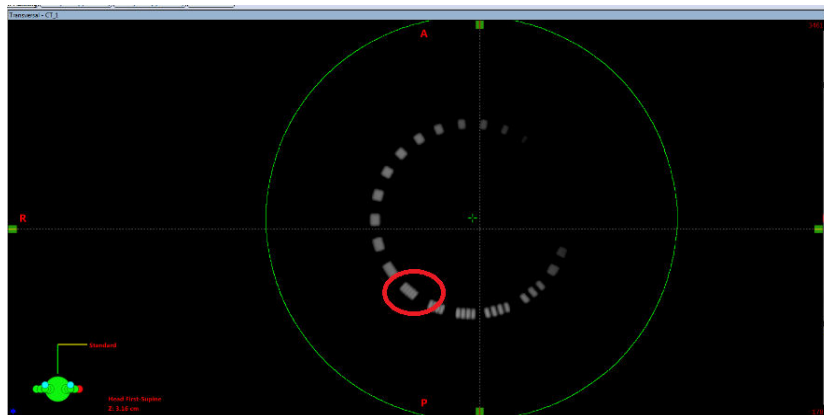 Transversal - CT_1
A
R
Standard
Head First-Supine
Z: 3.18 cm
P